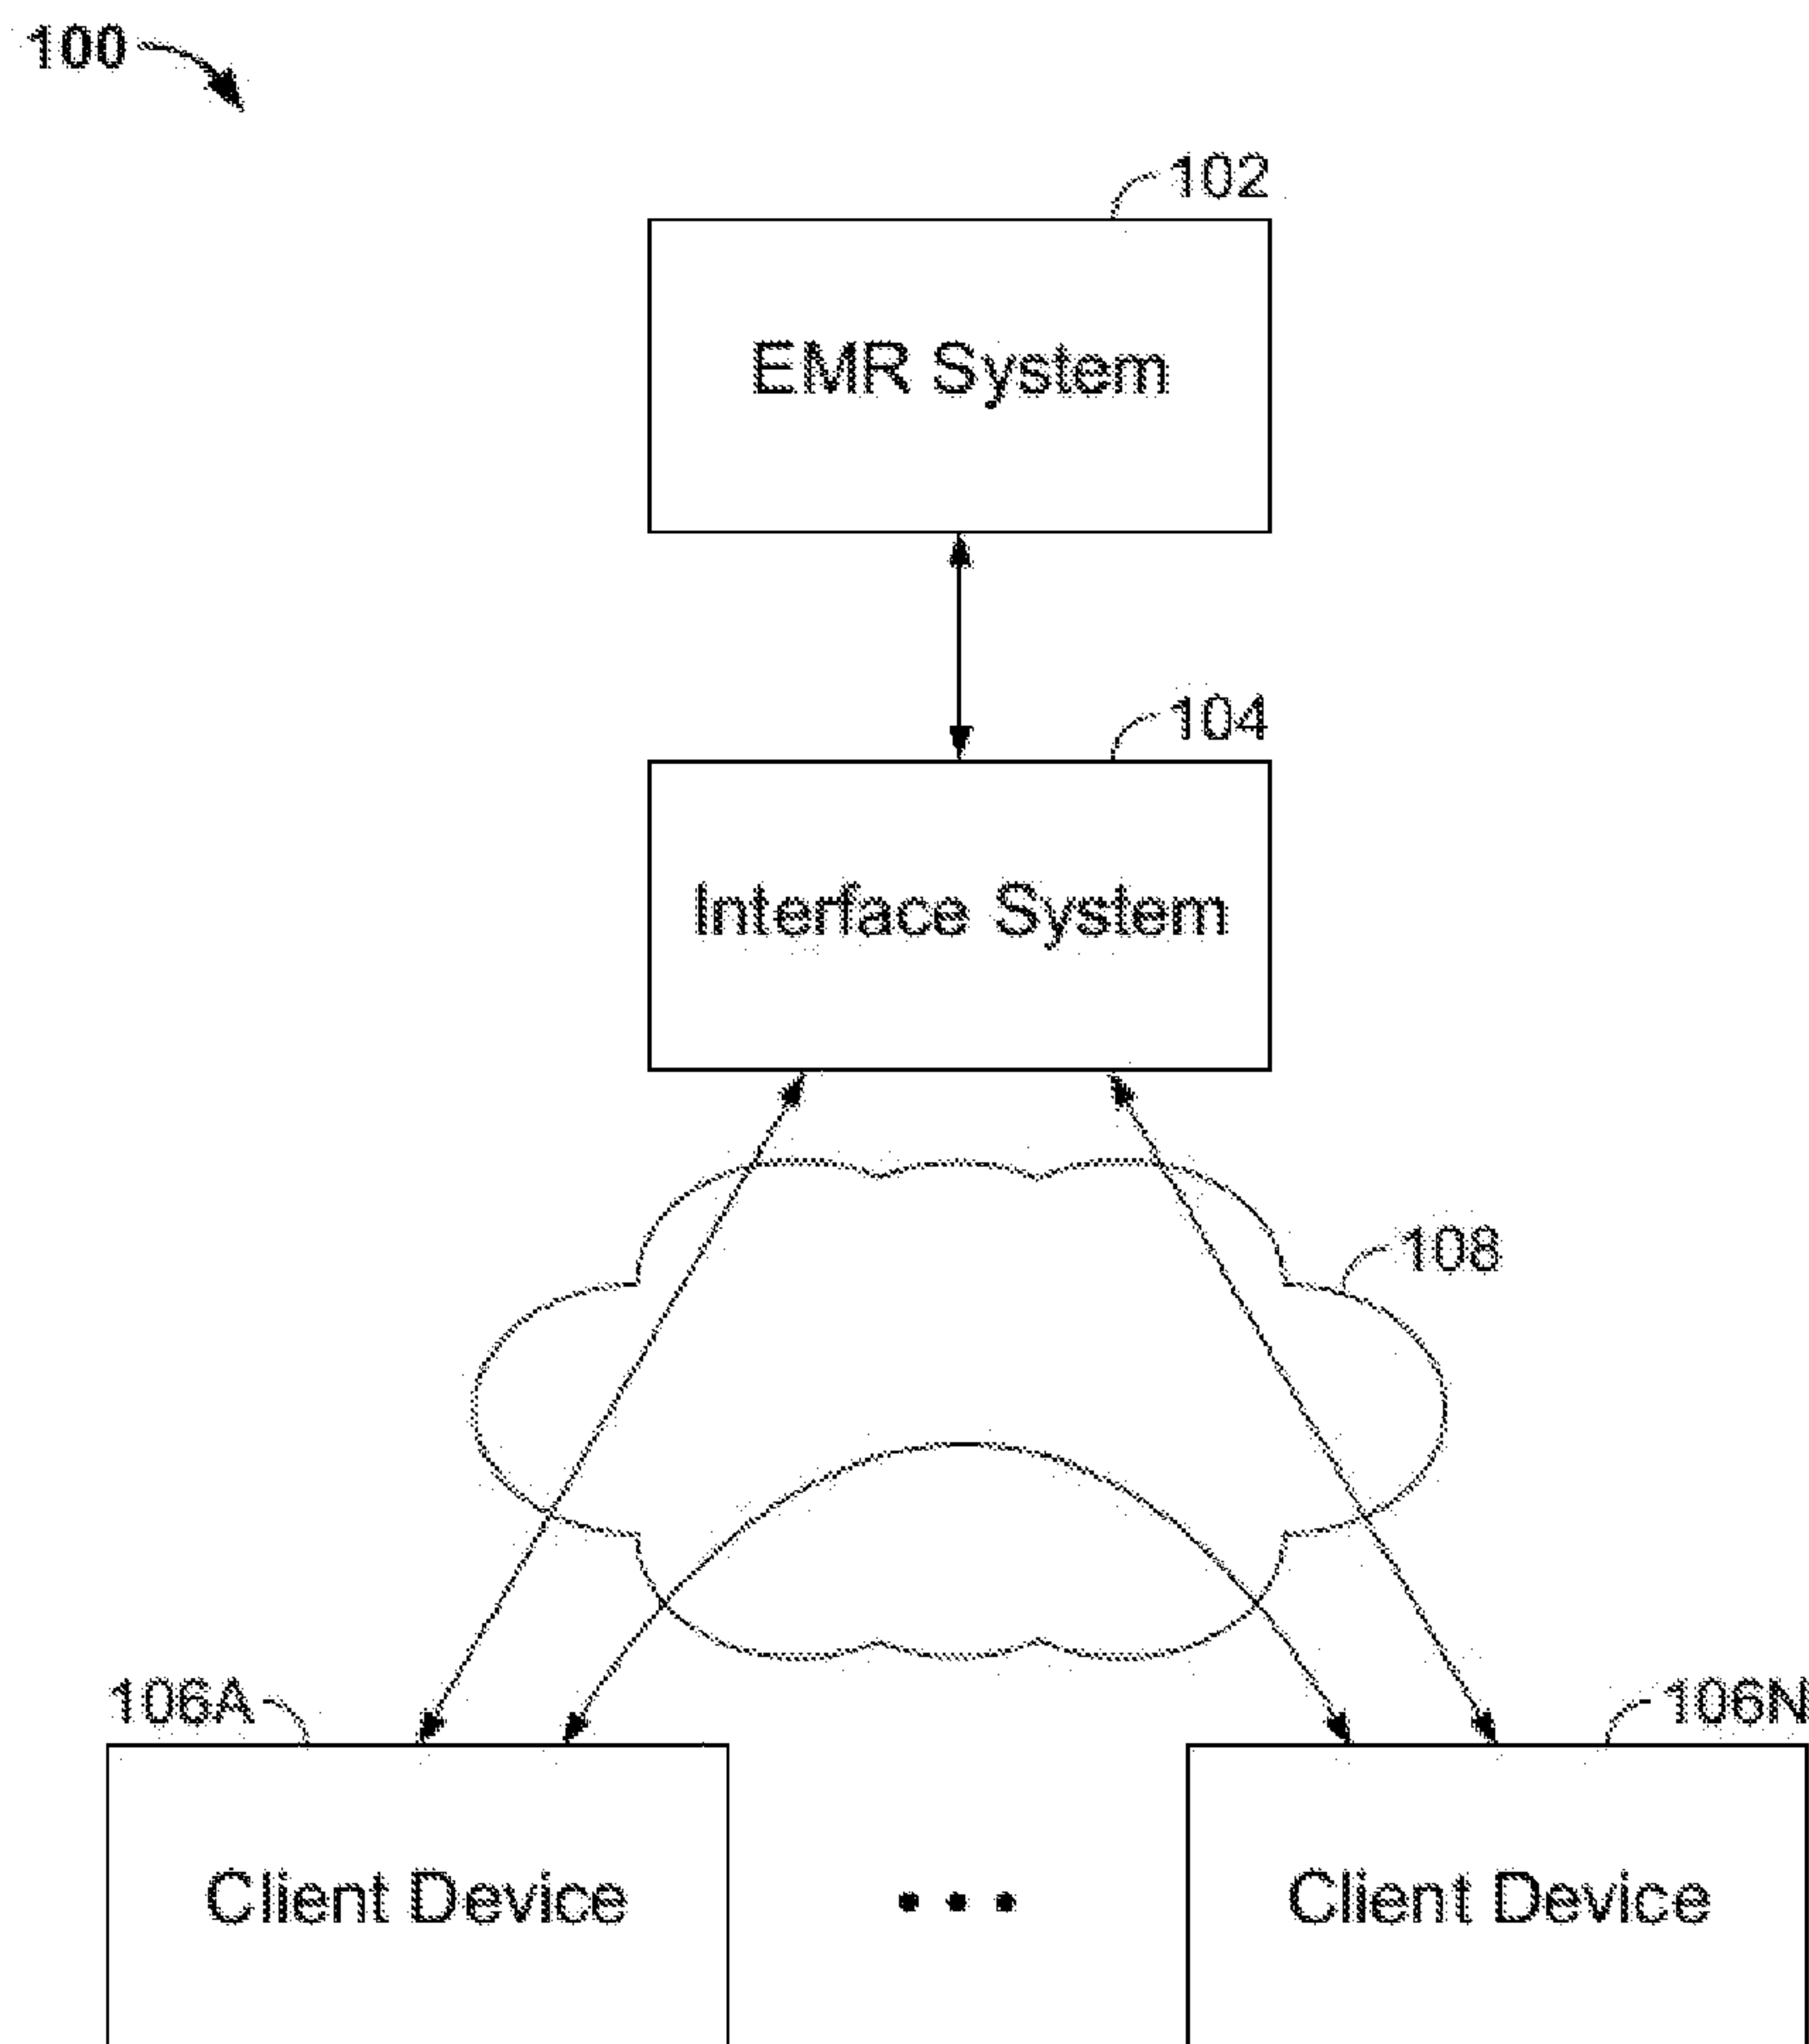 100
102
EMR System
104
Interface System
108
106A
106N
Client Device
• • •
Client Device